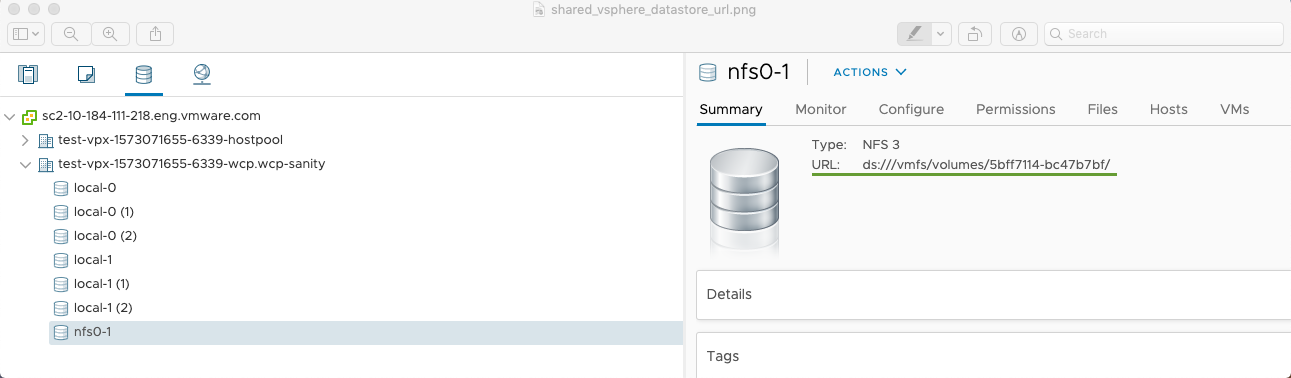 shared_vsphere_datastore_url.png
Search
sc2-10-184-111-218.eng.vmware.com
test-vpx-1573071655-6339-hostpool
test-vpx-1573071655-6339-wcp.wcp-sanity
local-0
local-0 (1)
local-0 (2)
local-1
local-1 (1)
local-1 (2)
nfs0-1
nfs0-1 ACTIONS
Summary Monitor Configure Permissions Files Hosts VMs
Type: NFS 3
URL: ds:///vmfs/volumes/5bff7114-bc47b7bf/
Details
Tags